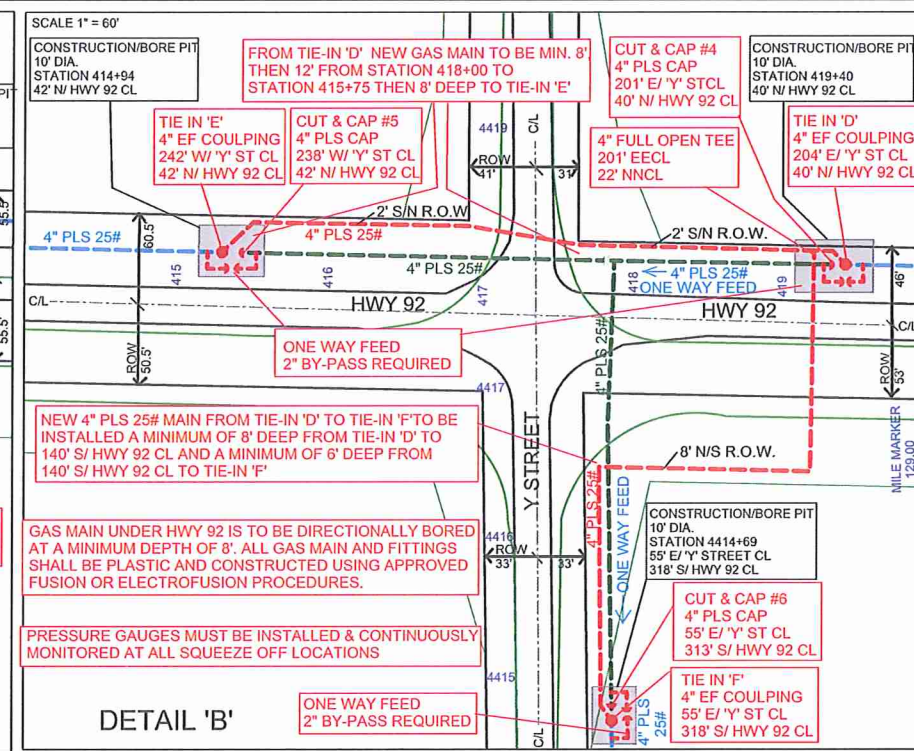 SCALE 1" = 60'
CONSTRUCTION/BORE PIT
10' DIA.
STATION 414+94
42' N/ HWY 92 CL
FROM TIE-IN 'D' NEW GAS MAIN TO BE MIN. 8'
THEN 12' FROM STATION 418+00 TO
STATION 415+75 THEN 8' DEEP TO TIE-IN 'E'
CUT & CAP #4
4" PLS CAP
201' E/ 'Y' STCL
40' N/ HWY 92 CL
CONSTRUCTION/BORE PIT
10' DIA.
STATION 419+40
40' N/ HWY 92 CL
PIT
TIE IN 'E'
4" EF COULPING
242' W/ 'Y' ST CL
42' N/ HWY 92 CL
CUT & CAP #5
4" PLS CAP
238' W/ 'Y' ST CL
42' N/ HWY 92 CL
4419
C/L
ROW
41'
31'
4" FULL OPEN TEE
201' EECL
22' NNCL
TIE IN 'D'
4" EF COULPING
204' E/ 'Y' ST CL
40' N/ HWY 92 CL
55.5'
60.5'
2' S/N R.O.W.
4" PLS 25#
4" PLS 25#
2' S/N R.O.W.
4" PLS 25#
415
416
417
418
419
4" PLS 25#
ONE WAY FEED
46'
C/L
HWY 92
HWY 92
C/L
55.5'
ROW
50.5'
ONE WAY FEED
2" BY-PASS REQUIRED
4" PLS 25#
ROW
53'
4417
NEW 4" PLS 25# MAIN FROM TIE-IN 'D' TO TIE-IN 'F'TO BE
INSTALLED A MINIMUM OF 8' DEEP FROM TIE-IN 'D' TO
140' S/ HWY 92 CL AND A MINIMUM OF 6' DEEP FROM
140' S/ HWY 92 CL TO TIE-IN 'F'
Y STREET
8' N/S R.O.W.
MILE MARKER
129.00
4" PLS 25#
GAS MAIN UNDER HWY 92 IS TO BE DIRECTIONALLY BORED
AT A MINIMUM DEPTH OF 8'. ALL GAS MAIN AND FITTINGS
SHALL BE PLASTIC AND CONSTRUCTED USING APPROVED
FUSION OR ELECTROFUSION PROCEDURES.
4416
ROW
33'
33'
ONE WAY FEED
CONSTRUCTION/BORE PIT
10' DIA.
STATION 4414+69
55' E/ 'Y' STREET CL
318' S/ HWY 92 CL
CUT & CAP #6
4" PLS CAP
55' E/ 'Y' ST CL
313' S/ HWY 92 CL
PRESSURE GAUGES MUST BE INSTALLED & CONTINUOUSLY
MONITORED AT ALL SQUEEZE OFF LOCATIONS
4415
TIE IN 'F'
4" EF COULPING
55' E/ 'Y' ST CL
318' S/ HWY 92 CL
DETAIL 'B'
ONE WAY FEED
2" BY-PASS REQUIRED
C/L
4" PLS
25#